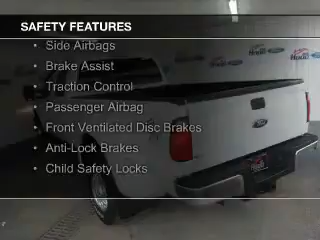 SAFETY FEATURES
• Side Airbags
• Brake Assist
• Traction Control
• Passenger Airbag
• Front Ventilated Disc Brakes
• Anti-Lock Brakes
• Child Safety Locks